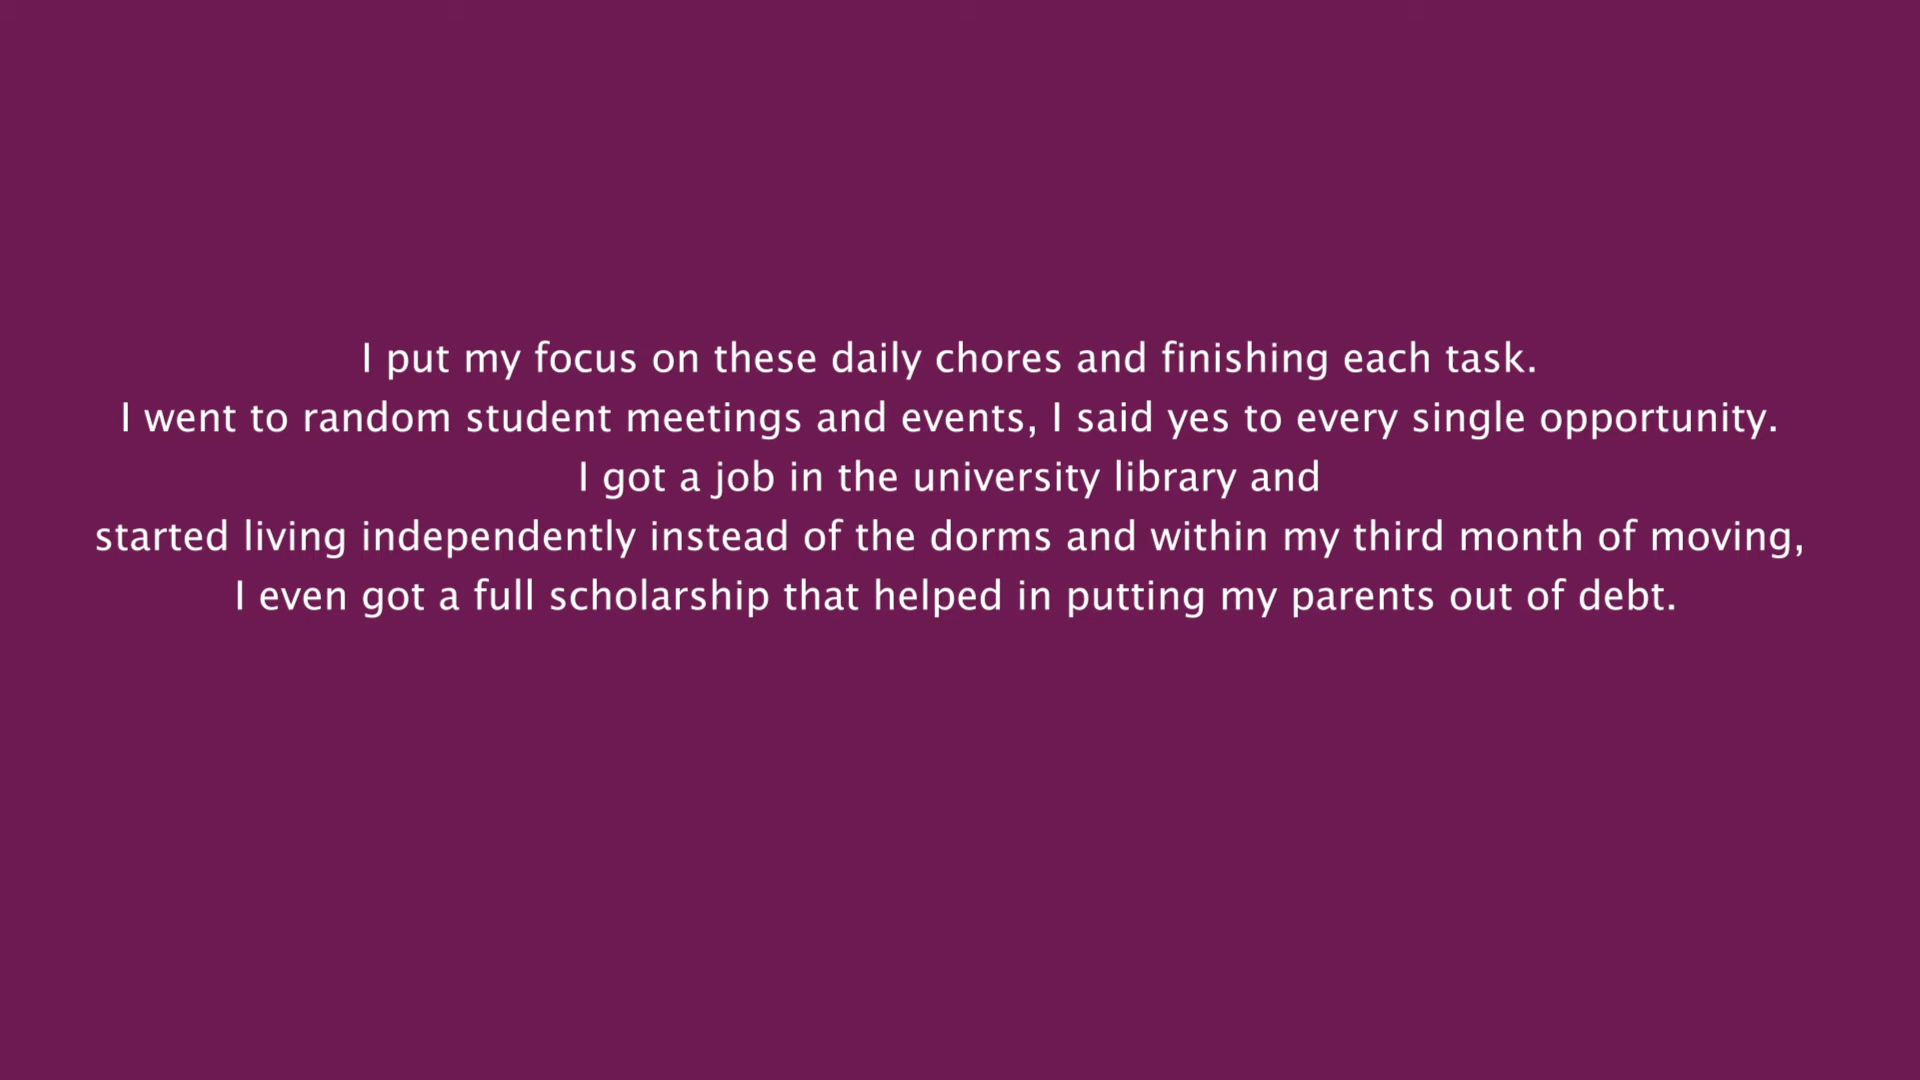 I put my focus on these daily chores and finishing each task.
I went to random student meetings and events, I said yes to every single opportunity.
I got a job in the university library and
started living independently instead of the dorms and within my third month of moving,
I even got a full scholarship that helped in putting my parents out of debt.